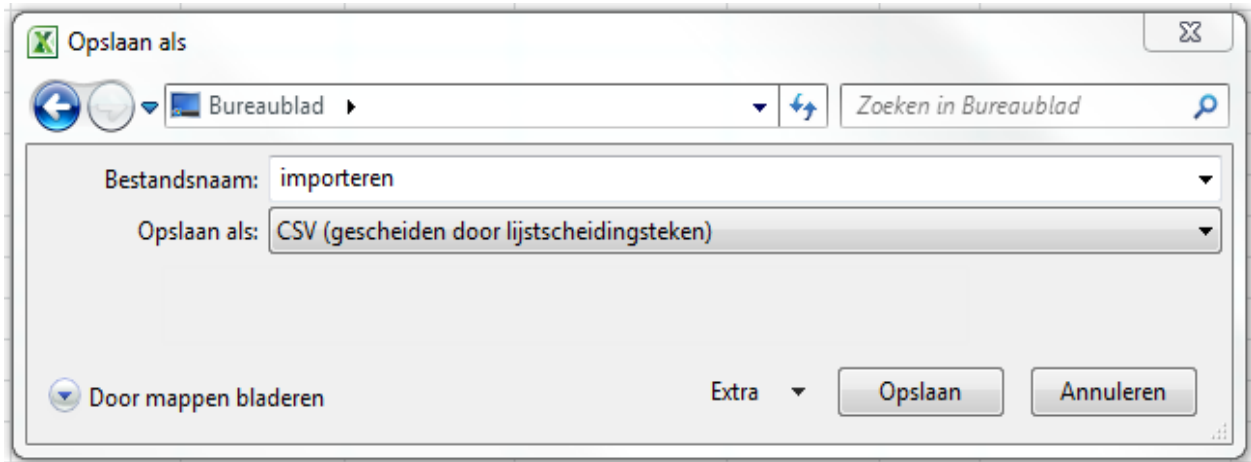 Opslaan als
Bureaublad
Zoeken in Bureaublad
Bestandsnaam: importeren
Opslaan als: CSV (gescheiden door lijstscheidingsteken)
Door mappen bladeren Extra Opslaan Annuleren